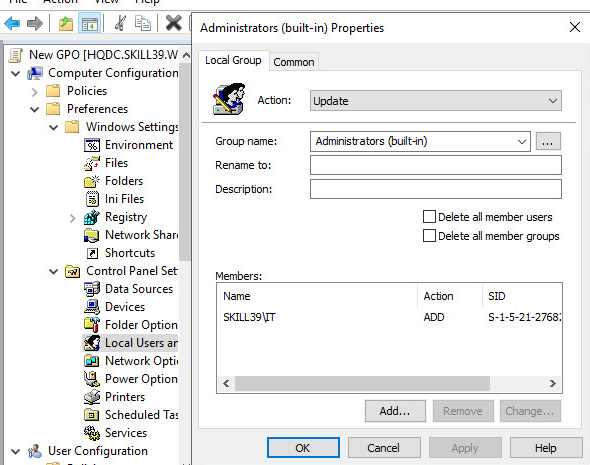 File Action View Help
New GPO [HQDC.SKILL39.W
Computer Configuration
Policies
Preferences
Windows Settings
Environment
Files
Folders
Ini Files
Registry
Network Share
Shortcuts
Control Panel Set
Data Sources
Devices
Folder Option
Local Users an
Network Optio
Power Option
Printers
Scheduled Tas
Services
User Configuration
Administrators (built-in) Properties
Local Group
Common
Action:
Update
Group name:
Administrators (built-in)
...
Rename to:
Description:
Delete all member users
Delete all member groups
Members:
Name Action SID
SKILL39\IT ADD S-1-5-21-2768
Add... Remove Change...
OK Cancel Apply Help